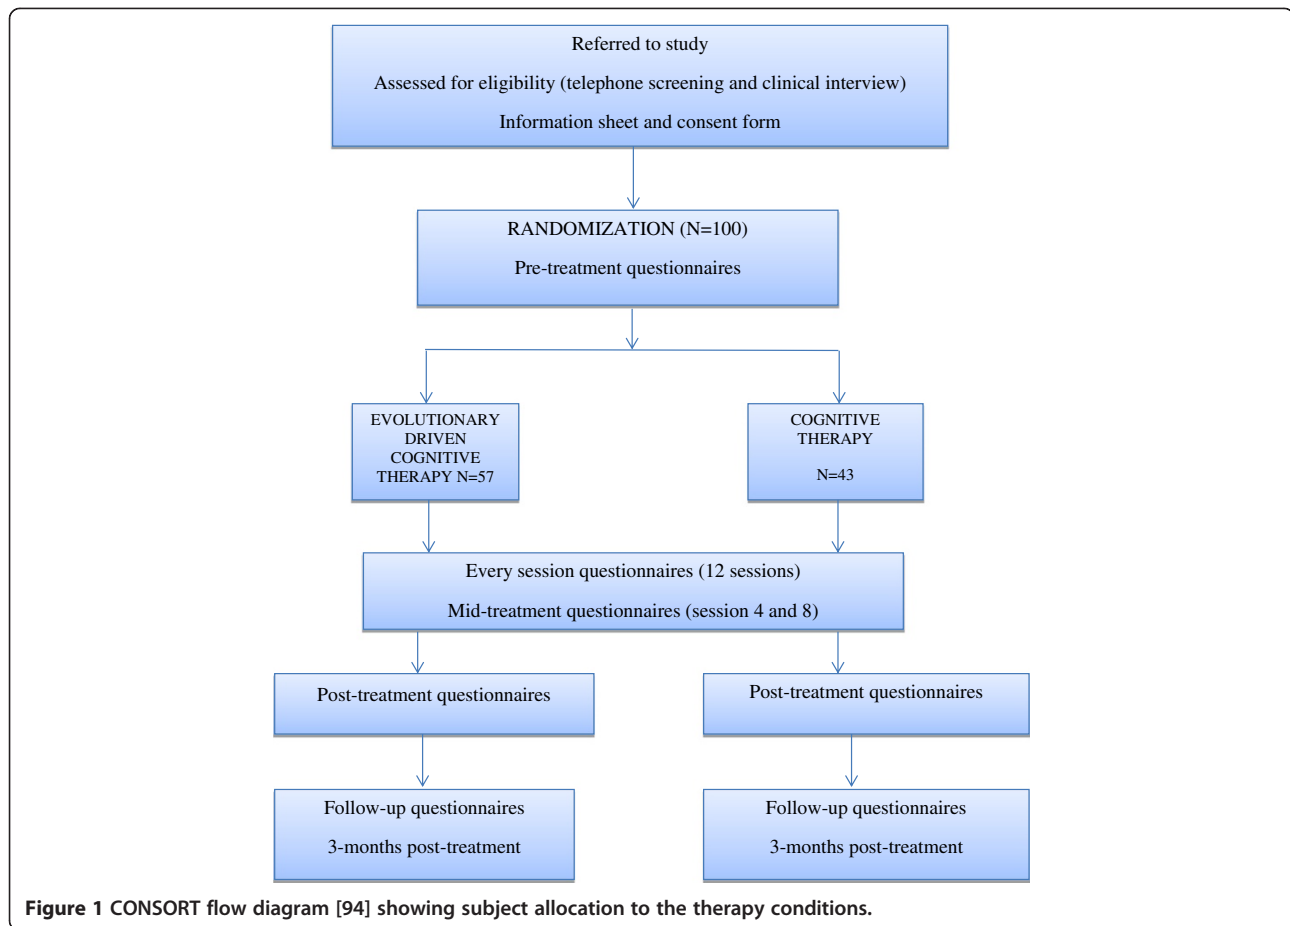 Referred to study
Assessed for eligibility (telephone screening and clinical interview)
Information sheet and consent form
RANDOMIZATION (N=100)
Pre-treatment questionnaires
EVOLUTIONARY
DRIVEN
COGNITIVE
THERAPY N=57
COGNITIVE
THERAPY
N=43
Every session questionnaires (12 sessions)
Mid-treatment questionnaires (session 4 and 8)
Post-treatment questionnaires
Post-treatment questionnaires
Follow-up questionnaires
3-months post-treatment
Follow-up questionnaires
3-months post-treatment
Figure 1 CONSORT flow diagram [94] showing subject allocation to the therapy conditions.